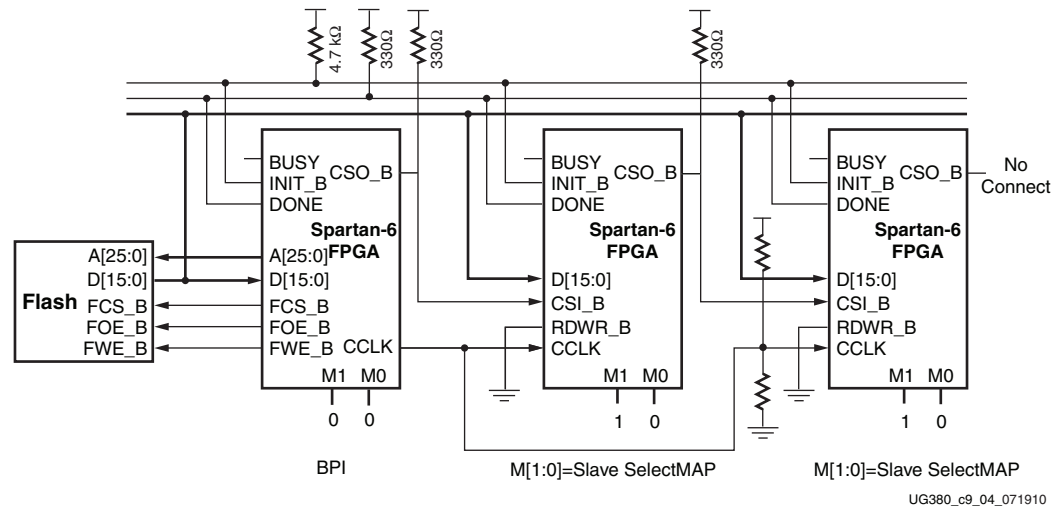 4.7 kΩ
330Ω
330Ω
330Ω
BUSY
INIT_B
DONE
CSO_B
Spartan-6
FPGA
A[25:0]
D[15:0]
FCS_B
FOE_B
FWE_B
CCLK
M1 M0
0 0
BPI
Flash
A[25:0]
D[15:0]
FCS_B
FOE_B
FWE_B
BUSY
INIT_B
DONE
CSO_B
Spartan-6
FPGA
D[15:0]
CSI_B
RDWR_B
CCLK
M1 M0
1 0
M[1:0]=Slave SelectMAP
BUSY
INIT_B
DONE
CSO_B
No
Connect
Spartan-6
FPGA
D[15:0]
CSI_B
RDWR_B
CCLK
M1 M0
1 0
M[1:0]=Slave SelectMAP
UG380_c9_04_071910